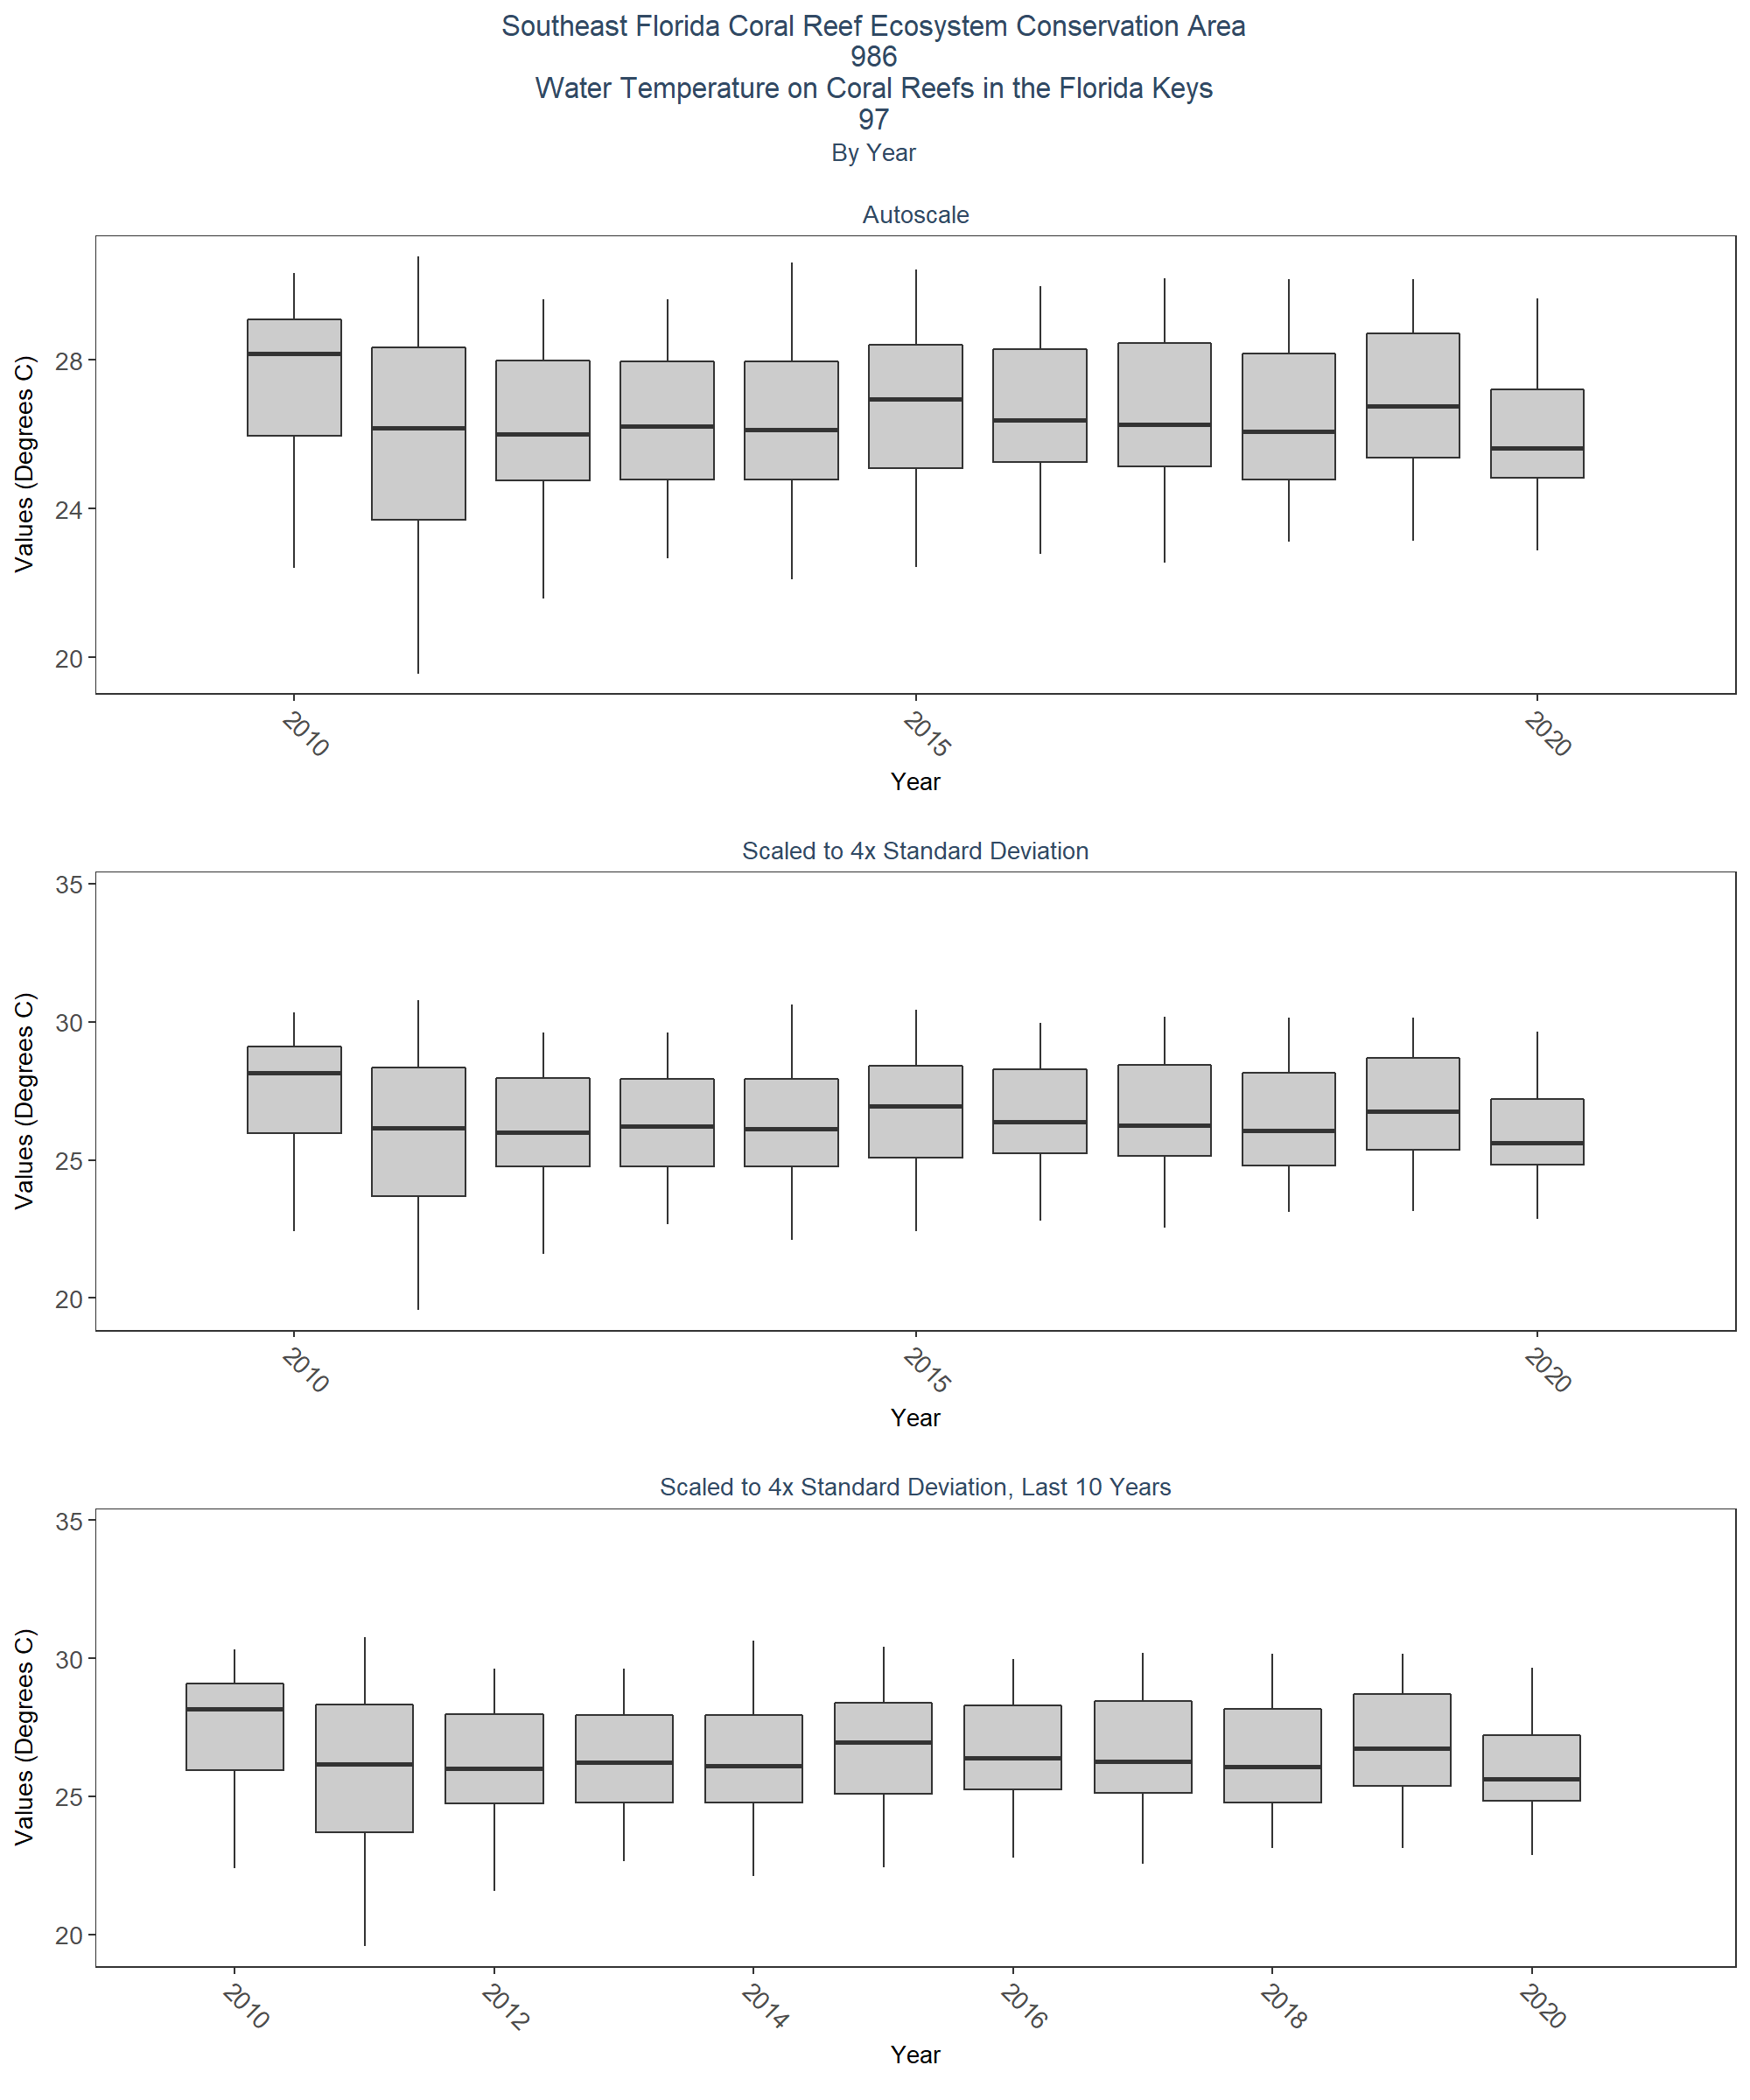 Southeast Florida Coral Reef Ecosystem Conservation Area
986
Water Temperature on Coral Reefs in the Florida Keys
97
By Year
Autoscale
Values (Degrees C)
28
24
20
2010
2015
2020
Year
Scaled to 4x Standard Deviation
Values (Degrees C)
35
30
25
20
2010
2015
2020
Year
Scaled to 4x Standard Deviation, Last 10 Years
Values (Degrees C)
35
30
25
20
2010
2012
2014
2016
2018
2020
Year